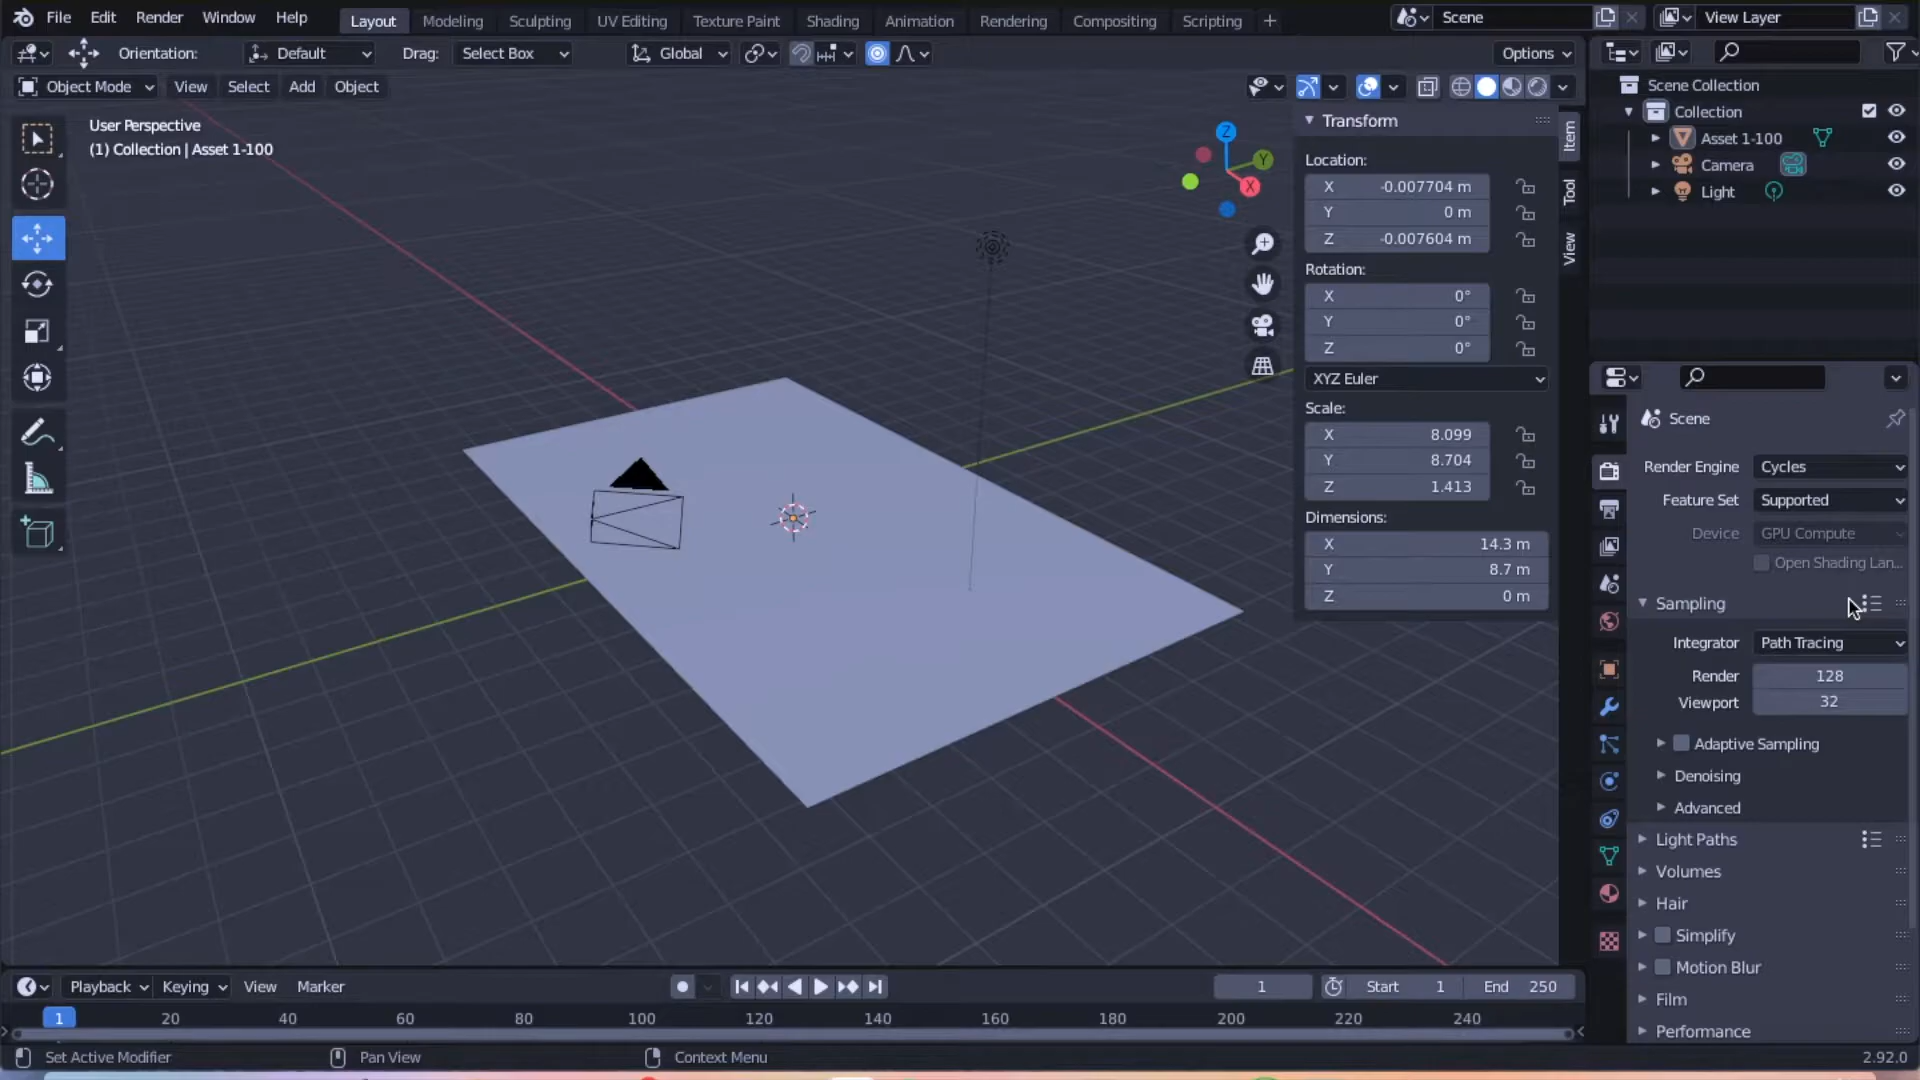 File Edit Render Window Help Layout Modeling Sculpting UV Editing Texture Paint Shading Animation Rendering Compositing Scripting + Scene View Layer
Orientation: Default Drag: Select Box Global Options
Object Mode View Select Add Object
User Perspective
(1) Collection | Asset 1-100
Z
Y
X
Transform
Location:
X -0.007704 m
Y 0 m
Z -0.007604 m
Rotation:
X 0°
Y 0°
Z 0°
XYZ Euler
Scale:
X 8.099
Y 8.704
Z 1.413
Dimensions:
X 14.3 m
Y 8.7 m
Z 0 m
Item
Tool
View
Scene Collection
Collection
Asset 1-100
Camera
Light
Scene
Render Engine Cycles
Feature Set Supported
Device GPU Compute
Open Shading Lan...
Sampling
Integrator Path Tracing
Render 128
Viewport 32
Adaptive Sampling
Denoising
Advanced
Light Paths
Volumes
Hair
Simplify
Motion Blur
Film
Performance
Playback Keying View Marker 1 Start 1 End 250
1 20 40 60 80 100 120 140 160 180 200 220 240
Set Active Modifier Pan View Context Menu 2.92.0